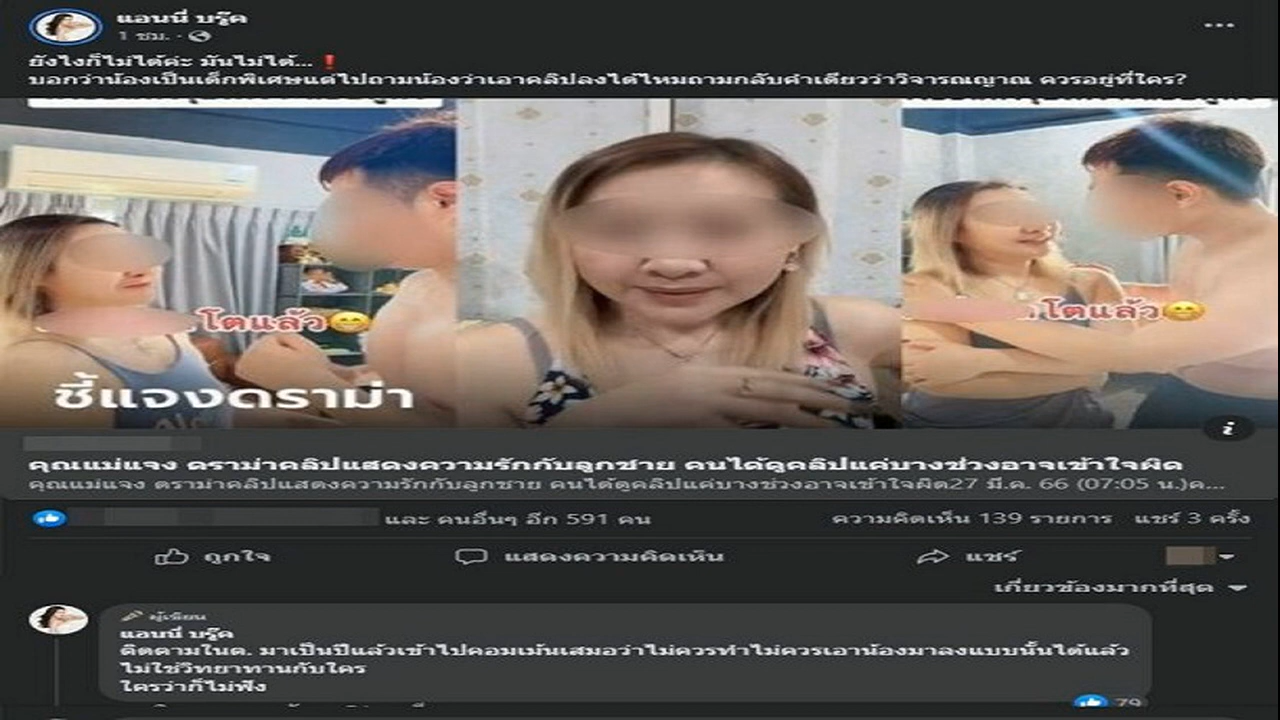 แอนนี่ บรู๊ค
1 ชม. ·
ยังไงก็ไม่ได้ค่ะ มันไม่ได้... ❗
บอกว่าน้องเป็นเด็กพิเศษแต่ไปถามน้องว่าเอาคลิปลงได้ไหมถามกลับคำเดียวว่าวิจารณญาณ ควรอยู่ที่ใคร?
โตแล้ว😊
โตแล้ว😊
ชี้แจงดราม่า
คุณแม่แจง ดราม่าคลิปแสดงความรักกับลูกชาย คนได้ดูคลิปแค่บางช่วงอาจเข้าใจผิด
คุณแม่แจง ดราม่าคลิปแสดงความรักกับลูกชาย คนได้ดูคลิปแค่บางช่วงอาจเข้าใจผิด27 มี.ค. 66 (07:05 น.)ค...
และ คนอื่นๆ อีก 591 คน
ความคิดเห็น 139 รายการ แชร์ 3 ครั้ง
ถูกใจ แสดงความคิดเห็น แชร์
เกี่ยวข้องมากที่สุด
ผู้เขียน
แอนนี่ บรู๊ค
ติดตามในต. มาเป็นปีแล้วเข้าไปคอมเม้นเสมอว่าไม่ควรทำไม่ควรเอาน้องมาลงแบบนั้นได้แล้ว
ไม่ใช่วิทยาทานกับใคร
ใครว่าก็ไม่ฟัง
79